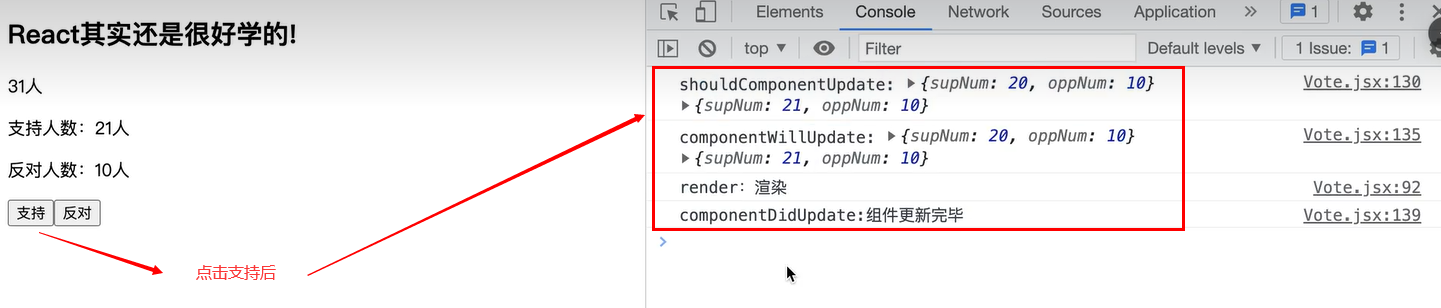 React其实还是很好学的!
31人
支持人数：21人
反对人数：10人
支持 反对
点击支持后
Elements Console Network Sources Application » 1
top ▼ Filter Default levels ▼ 1 Issue: 1
shouldComponentUpdate: ▶{supNum: 20, oppNum: 10} Vote.jsx:130
▶{supNum: 21, oppNum: 10}
componentWillUpdate: ▶{supNum: 20, oppNum: 10} Vote.jsx:135
▶{supNum: 21, oppNum: 10}
render：渲染 Vote.jsx:92
componentDidUpdate:组件更新完毕 Vote.jsx:139
>